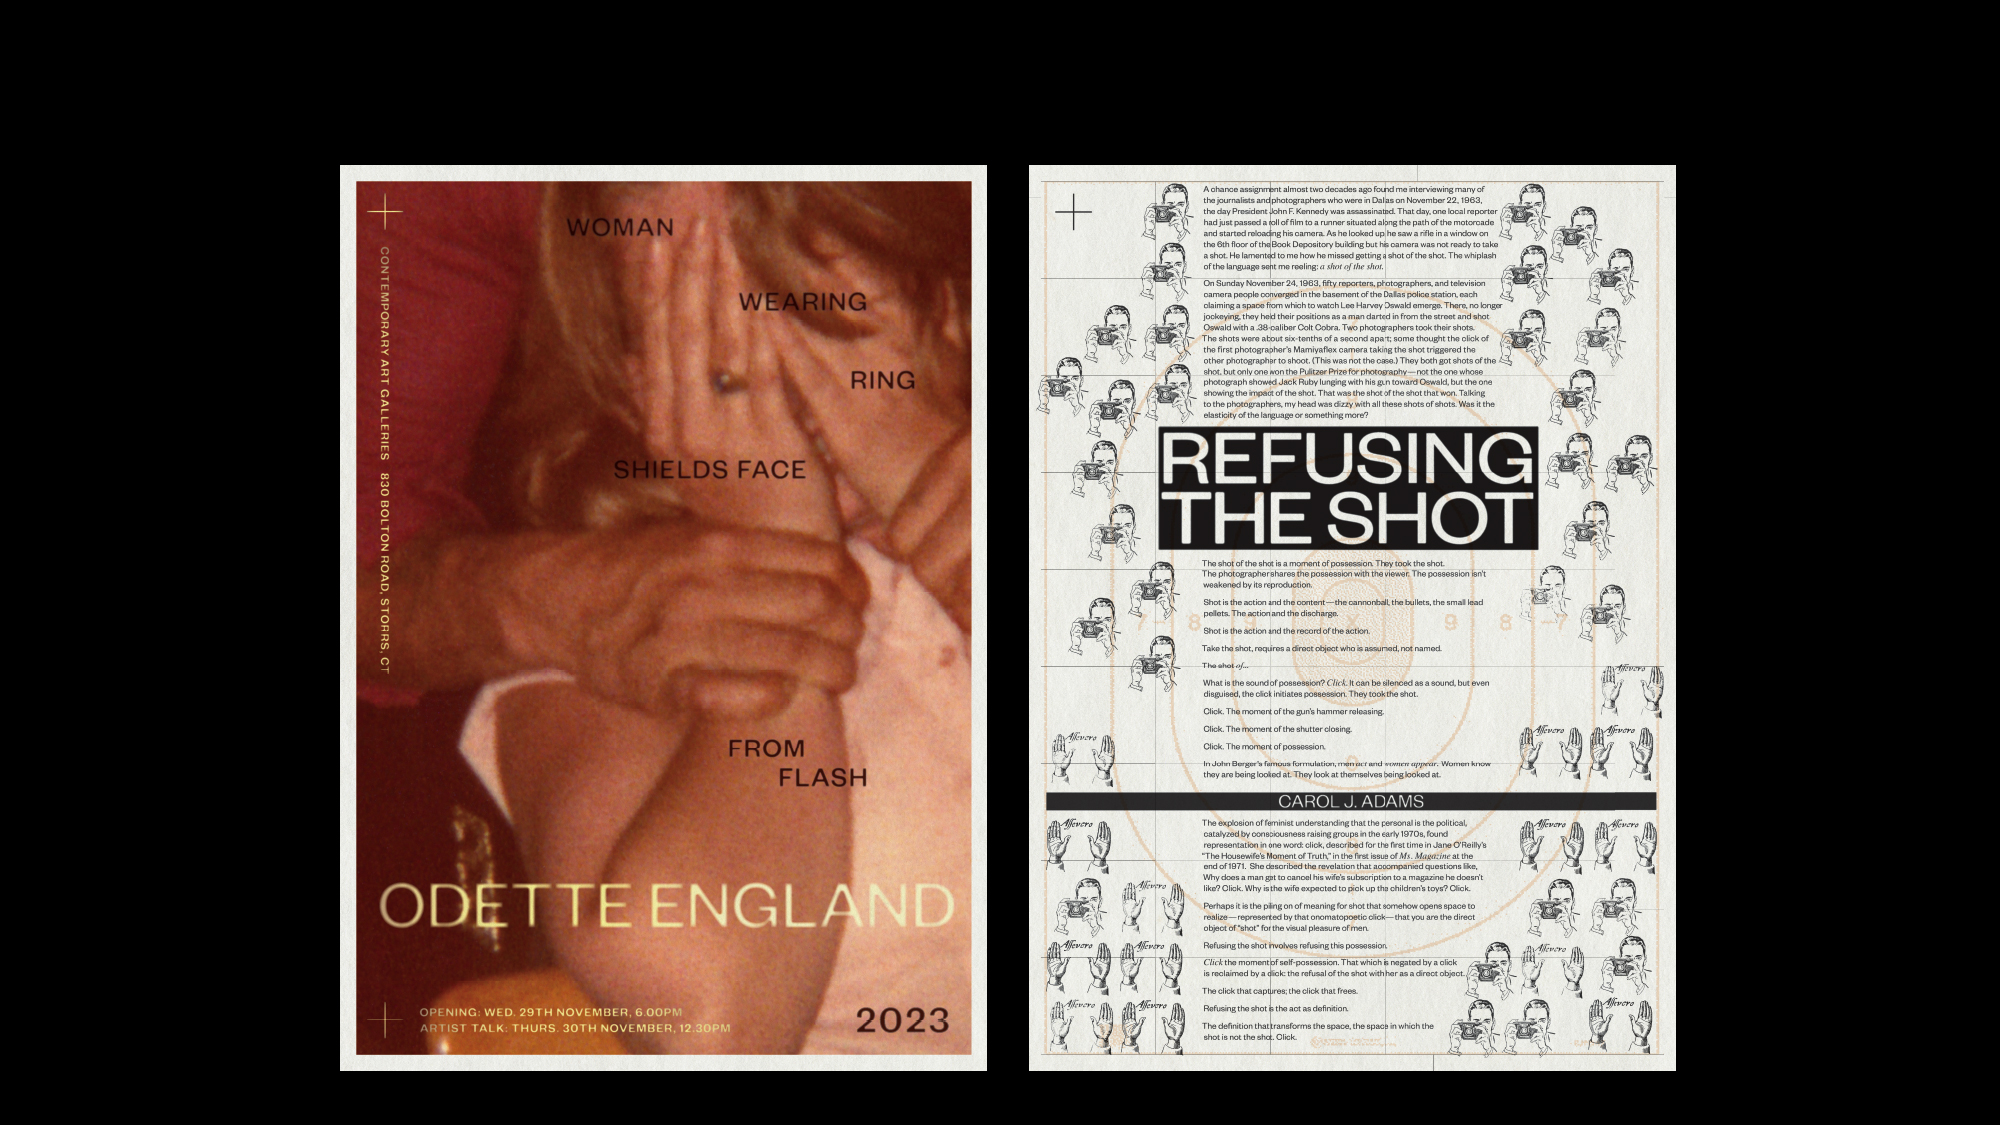 WOMAN
WEARING
RING
SHIELDS FACE
FROM
FLASH
CONTEMPORARY ART GALLERIES 830 BOLTON ROAD, STORRS, CT
ODETTE ENGLAND
OPENING: WED. 29TH NOVEMBER, 6.00PM
ARTIST TALK: THURS. 30TH NOVEMBER, 12.30PM
2023
A chance assignment almost two decades ago found me interviewing many of
the journalists and photographers who were in Dallas on November 22, 1963,
the day President John F. Kennedy was assassinated. That day, one local reporter
had just passed a roll of film to a runner situated along the path of the motorcade
and started reloading his camera. As he looked up he saw a rifle in a window on
the 6th floor of the Book Depository building but his camera was not ready to take
a shot. He lamented to me how he missed getting a shot of the shot. The whiplash
of the language sent me reeling: a shot of the shot.
On Sunday November 24, 1963, fifty reporters, photographers, and television
camera people converged in the basement of the Dallas police station, each
claiming a space from which to watch Lee Harvey Oswald emerge. There, no longer
jockeying, they held their positions as a man darted in from the street and shot
Oswald with a .38-caliber Colt Cobra. Two photographers took their shots.
The shots were about six-tenths of a second apart; some thought the click of
the first photographer's Mamiyaflex camera taking the shot triggered the
other photographer to shoot. (This was not the case.) They both got shots of the
shot, but only one won the Pulitzer Prize for photography—not the one whose
photograph showed Jack Ruby lunging with his gun toward Oswald, but the one
showing the impact of the shot. That was the shot of the shot that won. Talking
to the photographers, my head was dizzy with all these shots of shots. Was it the
elasticity of the language or something more?
REFUSING
THE SHOT
The shot of the shot is a moment of possession. They took the shot.
The photographer shares the possession with the viewer. The possession isn't
weakened by its reproduction.
Shot is the action and the content—the cannonball, the bullets, the small lead
pellets. The action and the discharge.
7 8 9 X 9 8 7
Shot is the action and the record of the action.
Take the shot, requires a direct object who is assumed, not named.
The shot of...
What is the sound of possession? Click. It can be silenced as a sound, but even
disguised, the click initiates possession. They took the shot.
Click. The moment of the gun's hammer releasing.
Click. The moment of the shutter closing.
Click. The moment of possession.
In John Berger's famous formulation, men act and women appear. Women know
they are being looked at. They look at themselves being looked at.
CAROL J. ADAMS
The explosion of feminist understanding that the personal is the political,
catalyzed by consciousness raising groups in the early 1970s, found
representation in one word: click, described for the first time in Jane O'Reilly's
"The Housewife's Moment of Truth," in the first issue of Ms. Magazine at the
end of 1971. She described the revelation that accompanied questions like,
Why does a man get to cancel his wife's subscription to a magazine he doesn't
like? Click. Why is the wife expected to pick up the children's toys? Click.
Perhaps it is the piling on of meaning for shot that somehow opens space to
realize—represented by that onomatopoetic click—that you are the direct
object of "shot" for the visual pleasure of men.
Refusing the shot involves refusing this possession.
Click the moment of self-possession. That which is negated by a click
is reclaimed by a click: the refusal of the shot with her as a direct object.
The click that captures; the click that frees.
Refusing the shot is the act as definition.
The definition that transforms the space, the space in which the
shot is not the shot. Click.
Assevero
Assevero
Assevero
Assevero
Assevero
Assevero
Assevero
Assevero
Assevero
Assevero
Assevero
Assevero
Assevero
Assevero